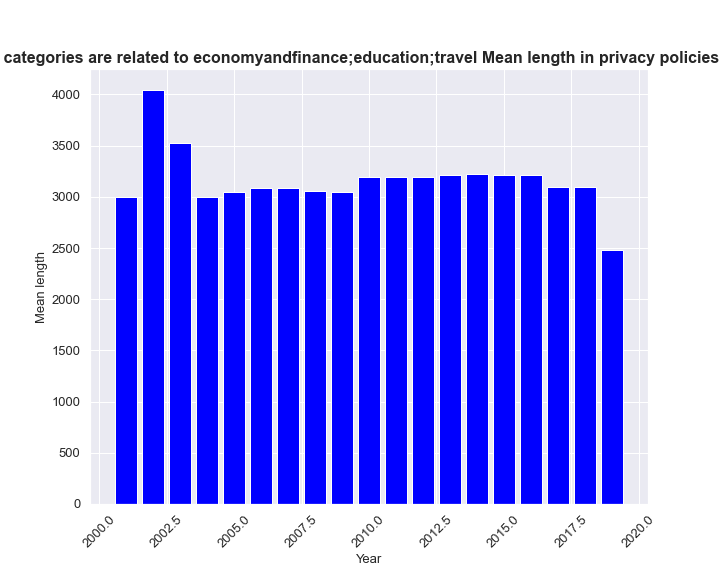 categories are related to economyandfinance;education;travel Mean length in privacy policies
4000
3500
3000
2500
2000
1500
1000
500
0
Mean length
2000.0 2002.5 2005.0 2007.5 2010.0 2012.5 2015.0 2017.5 2020.0
Year